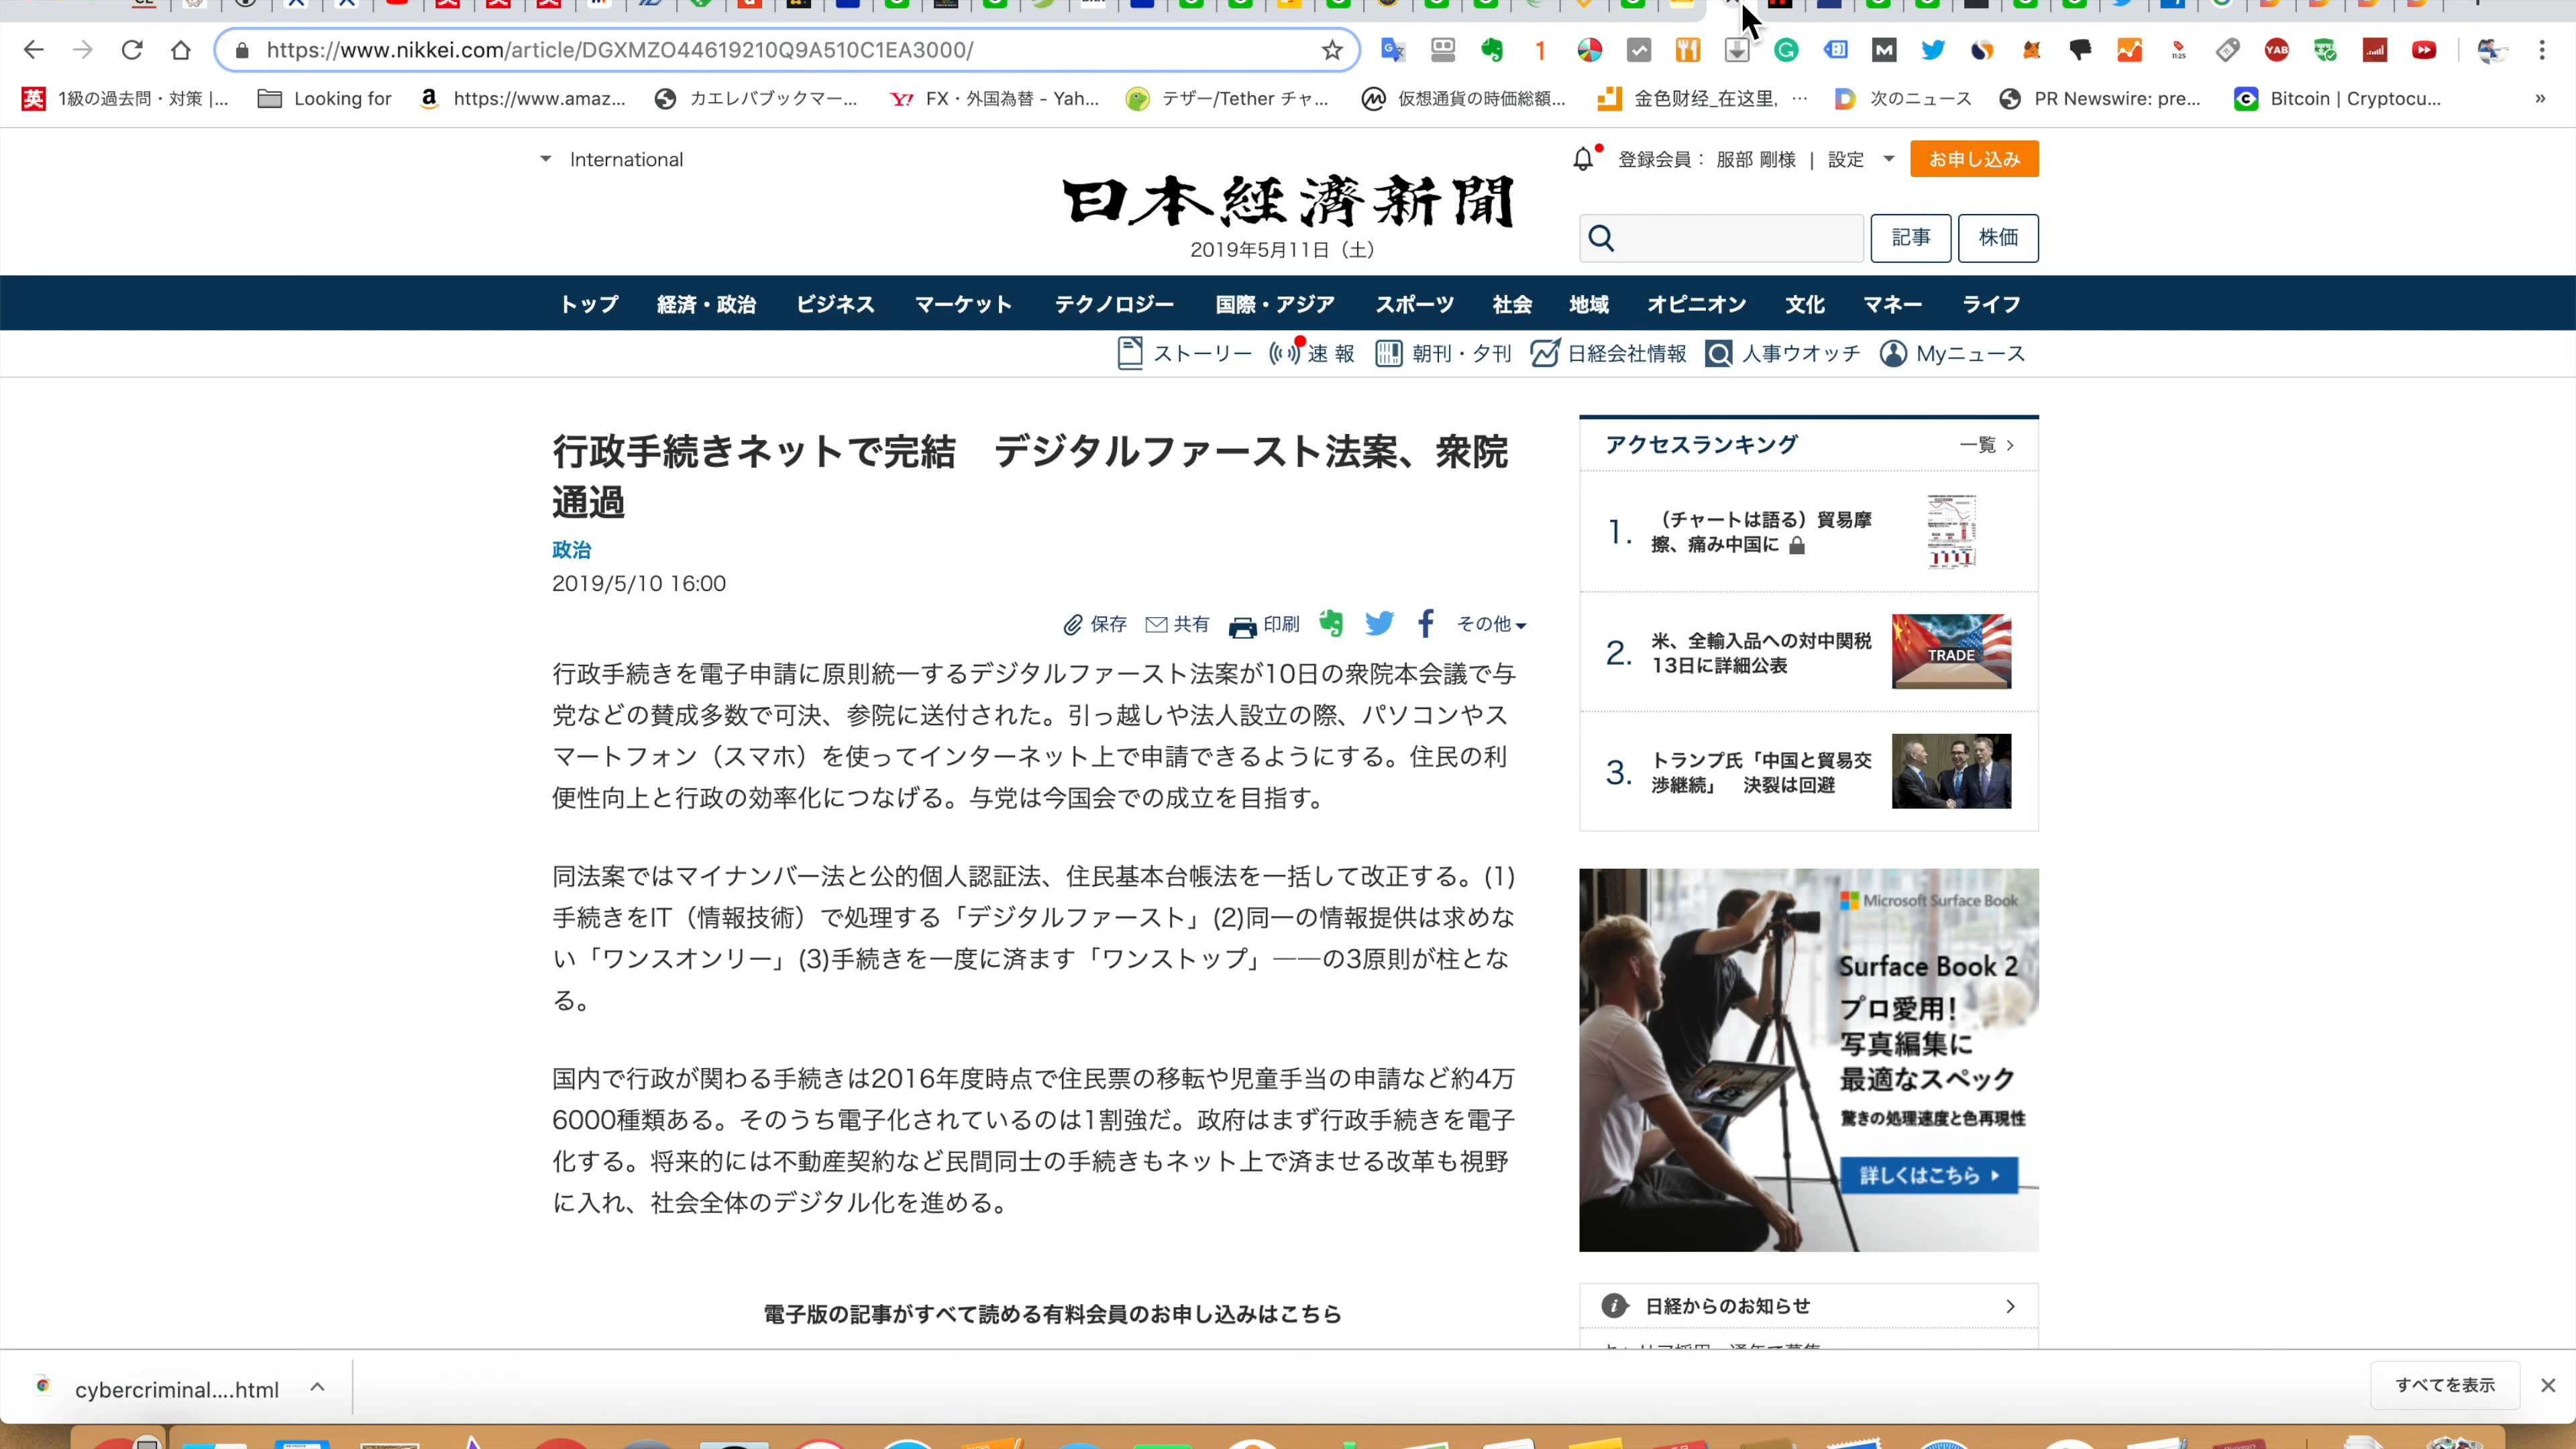 https://www.nikkei.com/article/DGXMZO44619210Q9A510C1EA3000/
1級の過去問・対策 |...
Looking for
https://www.amaz...
カエレバブックマー...
FX・外国為替 - Yah...
テザー/Tether チャ...
仮想通貨の時価総額...
金色财经_在这里, ...
次のニュース
PR Newswire: pre...
Bitcoin | Cryptocu...
»
International
登録会員: 服部 剛様 | 設定
お申し込み
日本經濟新聞
2019年5月11日（土）
記事
株価
トップ 経済・政治 ビジネス マーケット テクノロジー 国際・アジア スポーツ 社会 地域 オピニオン 文化 マネー ライフ
ストーリー 速報 朝刊・夕刊 日経会社情報 人事ウオッチ Myニュース
行政手続きネットで完結　デジタルファースト法案、衆院
通過
政治
2019/5/10 16:00
保存 共有 印刷 その他
行政手続きを電子申請に原則統一するデジタルファースト法案が10日の衆院本会議で与
党などの賛成多数で可決、参院に送付された。引っ越しや法人設立の際、パソコンやス
マートフォン（スマホ）を使ってインターネット上で申請できるようにする。住民の利
便性向上と行政の効率化につなげる。与党は今国会での成立を目指す。
同法案ではマイナンバー法と公的個人認証法、住民基本台帳法を一括して改正する。(1)
手続きをIT（情報技術）で処理する「デジタルファースト」(2)同一の情報提供は求めな
い「ワンスオンリー」(3)手続きを一度に済ます「ワンストップ」――の3原則が柱とな
る。
国内で行政が関わる手続きは2016年度時点で住民票の移転や児童手当の申請など約4万
6000種類ある。そのうち電子化されているのは1割強だ。政府はまず行政手続きを電子
化する。将来的には不動産契約など民間同士の手続きもネット上で済ませる改革も視野
に入れ、社会全体のデジタル化を進める。
電子版の記事がすべて読める有料会員のお申し込みはこちら
アクセスランキング
一覧
1.
（チャートは語る）貿易摩
擦、痛み中国に
2.
米、全輸入品への対中関税
13日に詳細公表
TRADE
3.
トランプ氏「中国と貿易交
渉継続」　決裂は回避
Microsoft Surface Book
Surface Book 2
プロ愛用!
写真編集に
最適なスペック
驚きの処理速度と色再現性
詳しくはこちら
日経からのお知らせ
cybercriminal....html
すべてを表示